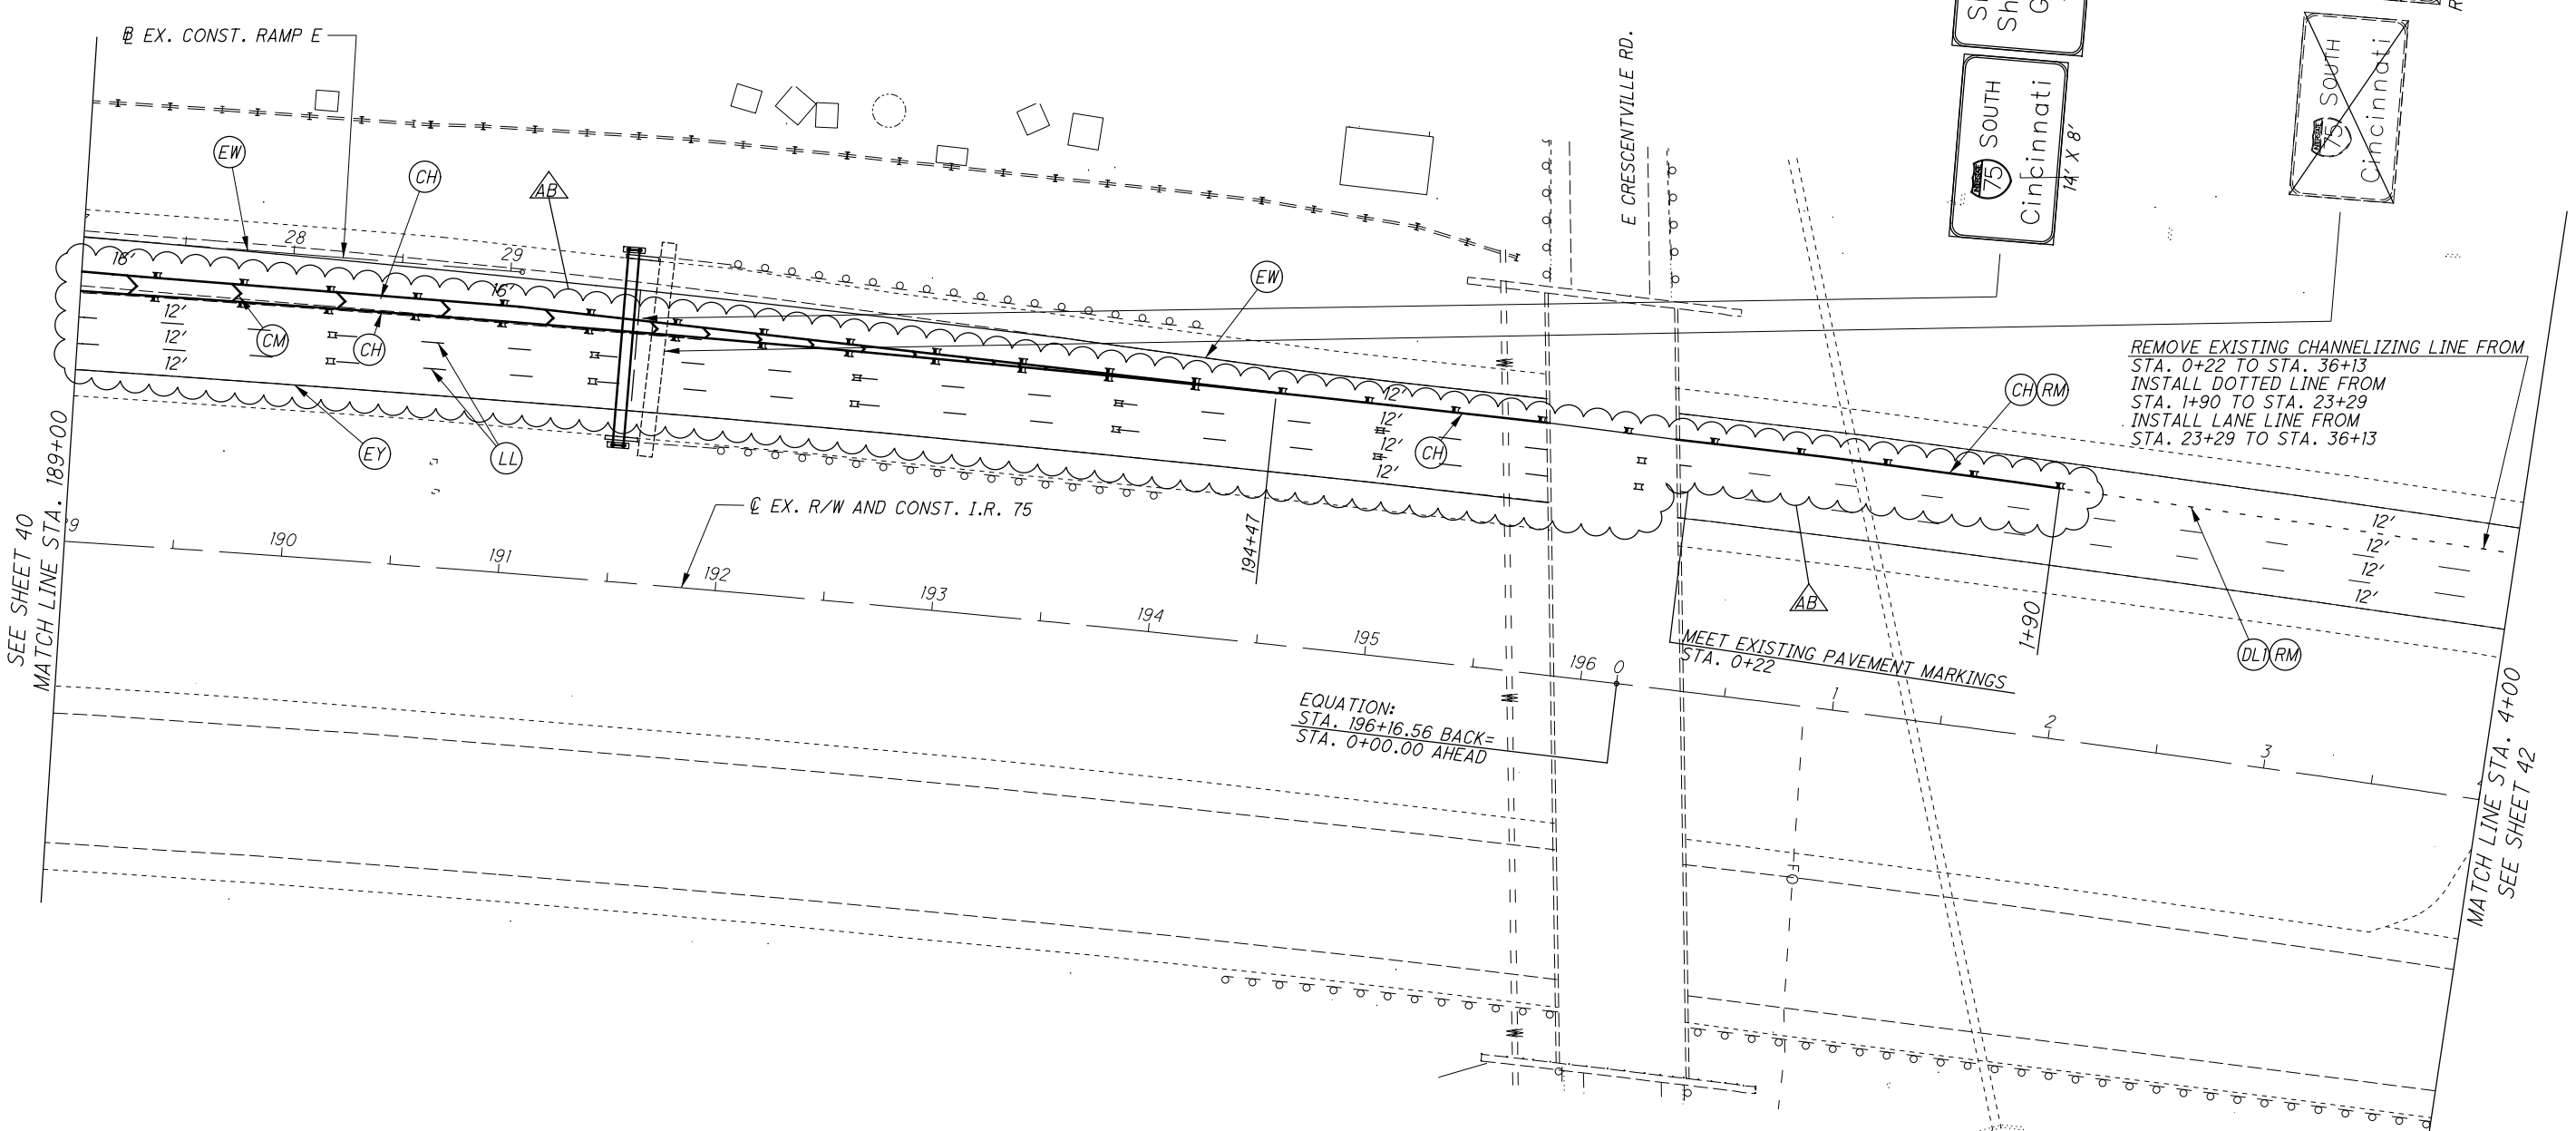 ℄ EX. CONST. RAMP E
EW
CH
AB
28
29
16'
16'
12'
12'
12'
CM
CH
EY
LL
SEE SHEET 40
MATCH LINE STA. 189+00
190
191
192
193
194
195
196
0
1
2
3
℄ EX. R/W AND CONST. I.R. 75
194+47
EW
E CRESCENTVILLE RD.
12'
12'
12'
12'
CH
75 SOUTH
Cincinnati
14' X 8'
75 SOUTH
Cincinnati
REMOVE EXISTING CHANNELIZING LINE FROM
STA. 0+22 TO STA. 36+13
INSTALL DOTTED LINE FROM
STA. 1+90 TO STA. 23+29
INSTALL LANE LINE FROM
STA. 23+29 TO STA. 36+13
CH RM
12'
12'
12'
12'
AB
1+90
DL1 RM
MEET EXISTING PAVEMENT MARKINGS
STA. 0+22
EQUATION:
STA. 196+16.56 BACK=
STA. 0+00.00 AHEAD
MATCH LINE STA. 4+00
SEE SHEET 42